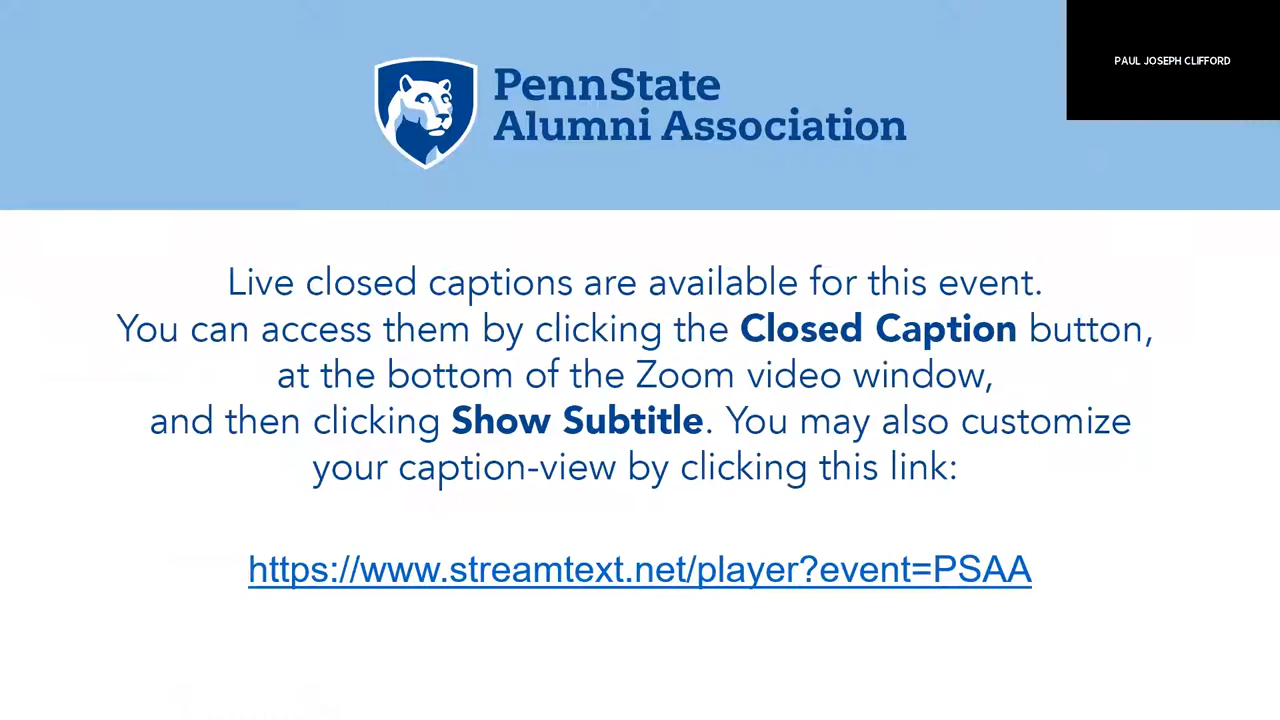 PAUL JOSEPH CLIFFORD
PennState
Alumni Association
Live closed captions are available for this event.
You can access them by clicking the Closed Caption button,
at the bottom of the Zoom video window,
and then clicking Show Subtitle. You may also customize
your caption-view by clicking this link:
https://www.streamtext.net/player?event=PSAA